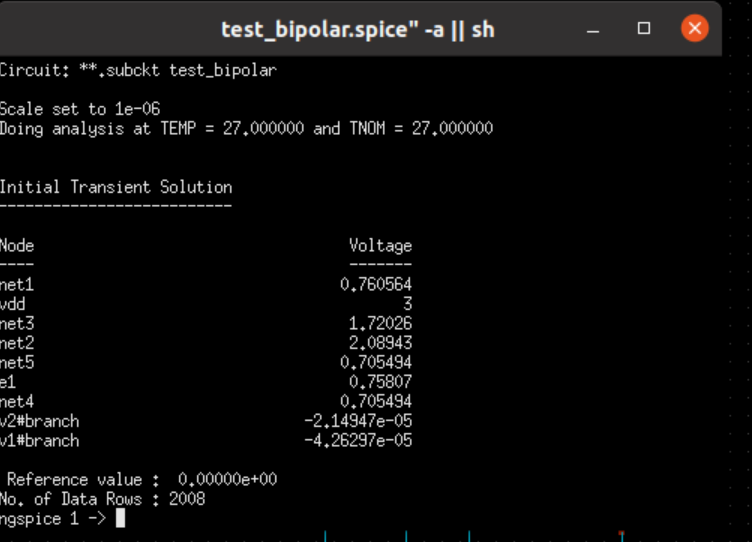 test_bipolar.spice" -a || sh
Circuit: **.subckt test_bipolar
Scale set to 1e-06
Doing analysis at TEMP = 27.000000 and TNOM = 27.000000
Initial Transient Solution
--------------------------
Node Voltage
---- -------
net1 0.760564
vdd 3
net3 1.72026
net2 2.08943
net5 0.705494
e1 0.75807
net4 0.705494
v2#branch -2.14947e-05
v1#branch -4.26297e-05
Reference value : 0.00000e+00
No. of Data Rows : 2008
ngspice 1 ->